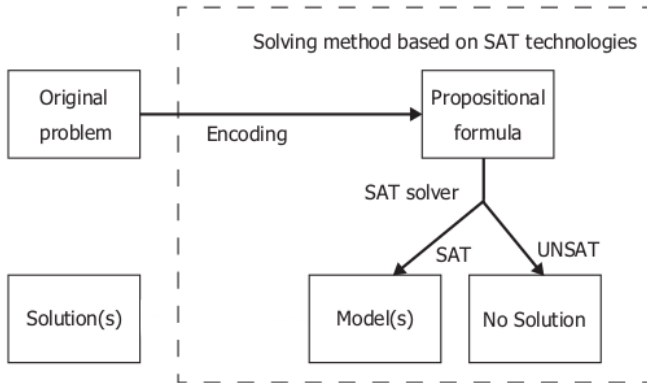 Solving method based on SAT technologies
Original
problem
Encoding
Propositional
formula
SAT solver
SAT
UNSAT
Solution(s)
Model(s)
No Solution